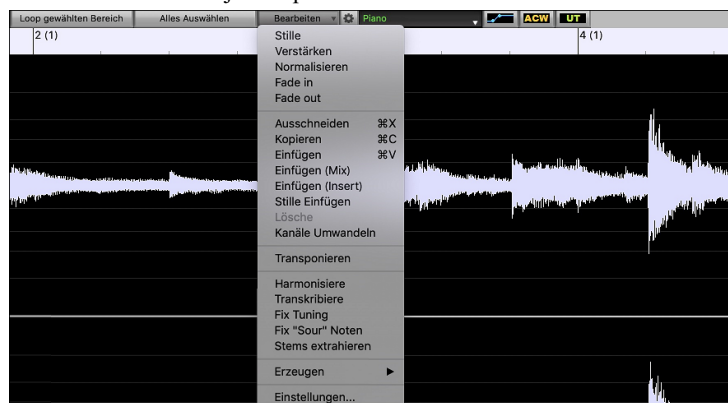 Loop gewählten Bereich Alles Auswählen Bearbeiten Piano ACW UT
2 (1) 4 (1)
Stille
Verstärken
Normalisieren
Fade in
Fade out
Ausschneiden ⌘X
Kopieren ⌘C
Einfügen ⌘V
Einfügen (Mix)
Einfügen (Insert)
Stille Einfügen
Lösche
Kanäle Umwandeln
Transponieren
Harmonisiere
Transkribiere
Fix Tuning
Fix "Sour" Noten
Stems extrahieren
Erzeugen
Einstellungen...